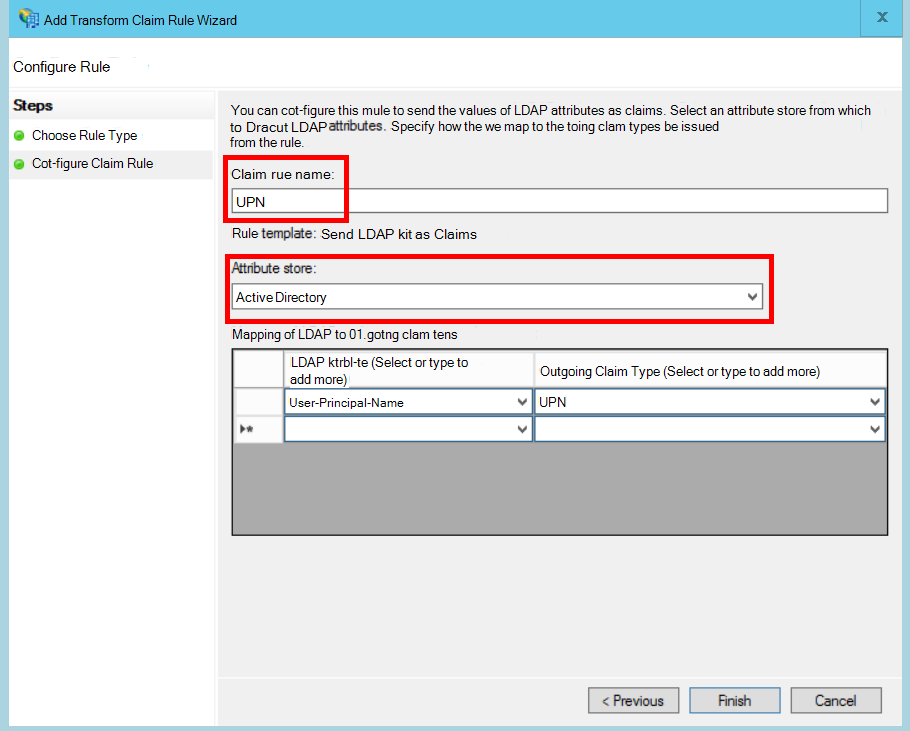 Add Transform Claim Rule Wizard
X
Configure Rule
Steps
Choose Rule Type
Cot-figure Claim Rule
You can cot-figure this mule to send the values of LDAP attributes as claims. Select an attribute store from which
to Dracut LDAP attributes. Specify how the we map to the toing clam types be issued
from the rule.
Claim rue name:
UPN
Rule template: Send LDAP kit as Claims
Attribute store:
Active Directory
Mapping of LDAP to 01.gotng clam tens
LDAP ktrbl-te (Select or type to
add more)
Outgoing Claim Type (Select or type to add more)
User-Principal-Name
UPN
< Previous
Finish
Cancel